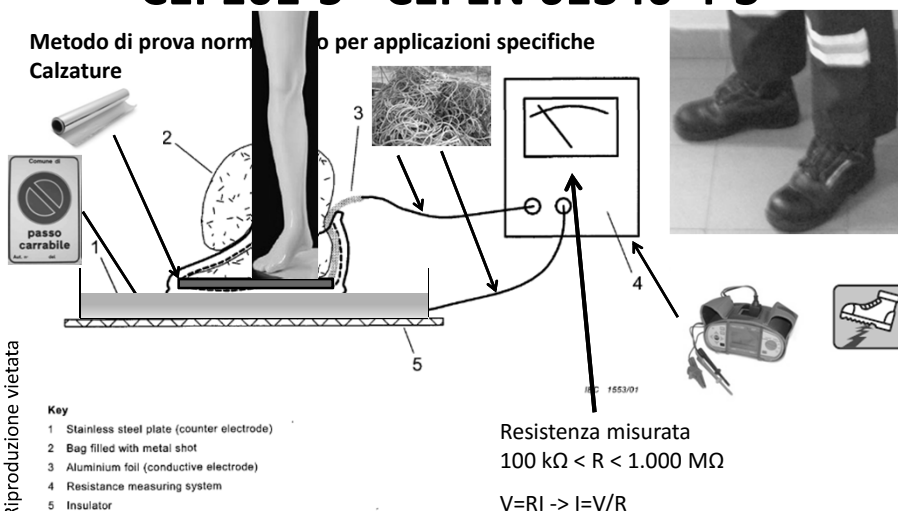 Metodo di prova norm o per applicazioni specifiche
Calzature
3
2
Comune di
passo
carrabile
1
4
5
IEC 1553/01
Riproduzione vietata
Key
1 Stainless steel plate (counter electrode)
2 Bag filled with metal shot
3 Aluminium foil (conductive electrode)
4 Resistance measuring system
5 Insulator
Resistenza misurata
100 kΩ < R < 1.000 MΩ
V=RI -> I=V/R